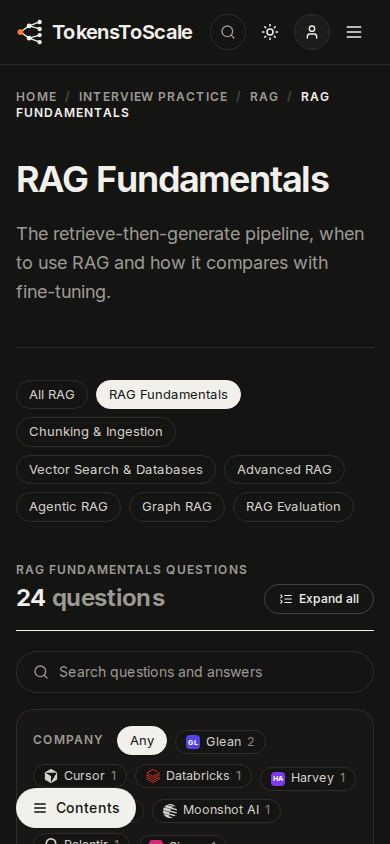 TokensToScale
HOME / INTERVIEW PRACTICE / RAG / RAG
FUNDAMENTALS
RAG Fundamentals
The retrieve-then-generate pipeline, when
to use RAG and how it compares with
fine-tuning.
All RAG
RAG Fundamentals
Chunking & Ingestion
Vector Search & Databases
Advanced RAG
Agentic RAG
Graph RAG
RAG Evaluation
RAG FUNDAMENTALS QUESTIONS
24 questions
Expand all
Search questions and answers
COMPANY
Any
GL Glean 2
Cursor 1
Databricks 1
HA Harvey 1
Contents
Moonshot AI 1